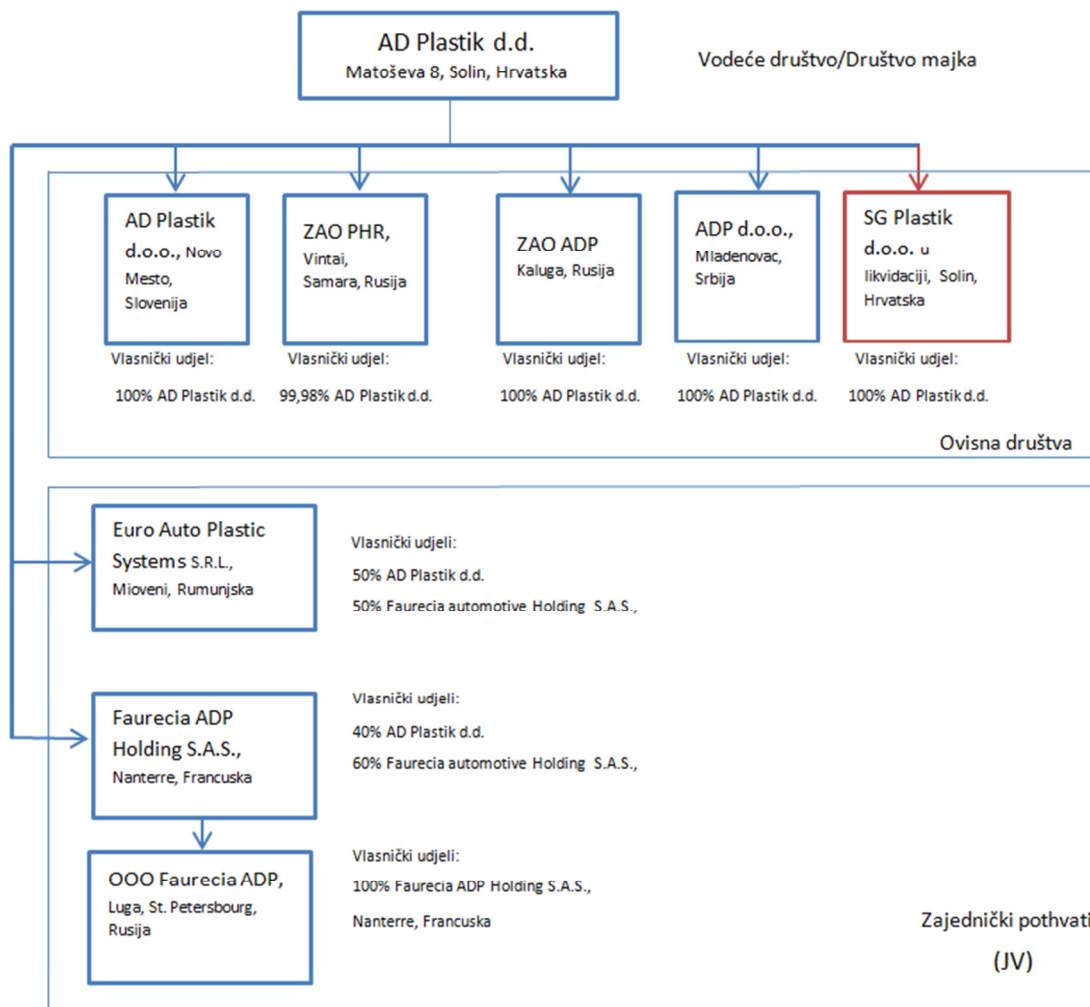 AD Plastik d.d.
Matoševa 8, Solin, Hrvatska
Vodeće društvo/Društvo majka
AD Plastik
d.o.o., Novo
Mesto,
Slovenija
Vlasnički udjel:
100% AD Plastik d.d.
ZAO PHR,
Vintai,
Samara, Rusija
Vlasnički udjel:
99,98% AD Plastik d.d.
ZAO ADP
Kaluga, Rusija
Vlasnički udjel:
100% AD Plastik d.d.
ADP d.o.o.,
Mladenovac,
Srbija
Vlasnički udjel:
100% AD Plastik d.d.
SG Plastik
d.o.o. u
likvidaciji, Solin,
Hrvatska
Vlasnički udjel:
100% AD Plastik d.d.
Ovisna društva
Euro Auto Plastic
Systems S.R.L.,
Mioveni, Rumunjska
Vlasnički udjeli:
50% AD Plastik d.d.
50% Faurecia automotive Holding S.A.S.,
Faurecia ADP
Holding S.A.S.,
Nanterre, Francuska
Vlasnički udjeli:
40% AD Plastik d.d.
60% Faurecia automotive Holding S.A.S.,
OOO Faurecia ADP,
Luga, St. Petersbourg,
Rusija
Vlasnički udjeli:
100% Faurecia ADP Holding S.A.S.,
Nanterre, Francuska
Zajednički pothvati
(JV)